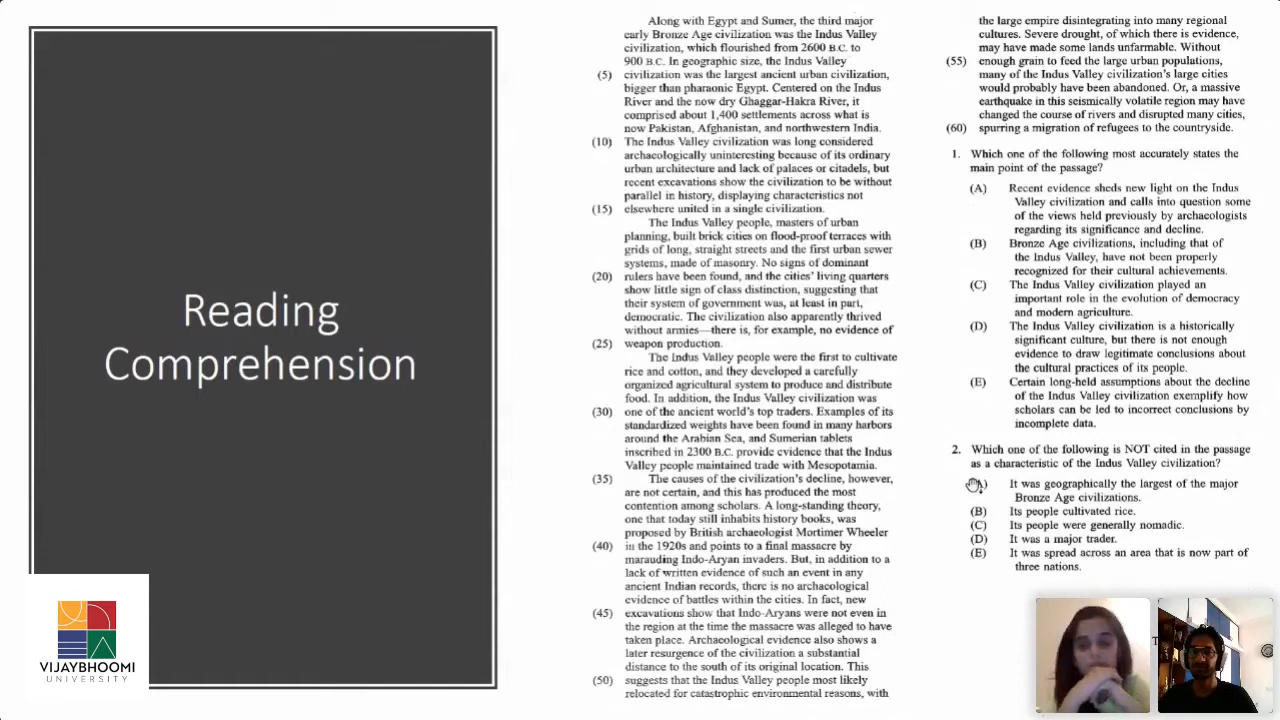 Reading
Comprehension
VIJAYBHOOMI
UNIVERSITY
Along with Egypt and Sumer, the third major
early Bronze Age civilization was the Indus Valley
civilization, which flourished from 2600 B.C. to
900 B.C. In geographic size, the Indus Valley
(5) civilization was the largest ancient urban civilization,
bigger than pharaonic Egypt. Centered on the Indus
River and the now dry Ghaggar-Hakra River, it
comprised about 1,400 settlements across what is
now Pakistan, Afghanistan, and northwestern India.
(10) The Indus Valley civilization was long considered
archaeologically uninteresting because of its ordinary
urban architecture and lack of palaces or citadels, but
recent excavations show the civilization to be without
parallel in history, displaying characteristics not
(15) elsewhere united in a single civilization.
The Indus Valley people, masters of urban
planning, built brick cities on flood-proof terraces with
grids of long, straight streets and the first urban sewer
systems, made of masonry. No signs of dominant
(20) rulers have been found, and the cities' living quarters
show little sign of class distinction, suggesting that
their system of government was, at least in part,
democratic. The civilization also apparently thrived
without armies—there is, for example, no evidence of
(25) weapon production.
The Indus Valley people were the first to cultivate
rice and cotton, and they developed a carefully
organized agricultural system to produce and distribute
food. In addition, the Indus Valley civilization was
(30) one of the ancient world's top traders. Examples of its
standardized weights have been found in many harbors
around the Arabian Sea, and Sumerian tablets
inscribed in 2300 B.C. provide evidence that the Indus
Valley people maintained trade with Mesopotamia.
(35) The causes of the civilization's decline, however,
are not certain, and this has produced the most
contention among scholars. A long-standing theory,
one that today still inhabits history books, was
proposed by British archaeologist Mortimer Wheeler
(40) in the 1920s and points to a final massacre by
marauding Indo-Aryan invaders. But, in addition to a
lack of written evidence of such an event in any
ancient Indian records, there is no archaeological
evidence of battles within the cities. In fact, new
(45) excavations show that Indo-Aryans were not even in
the region at the time the massacre was alleged to have
taken place. Archaeological evidence also shows a
later resurgence of the civilization a substantial
distance to the south of its original location. This
(50) suggests that the Indus Valley people most likely
relocated for catastrophic environmental reasons, with
the large empire disintegrating into many regional
cultures. Severe drought, of which there is evidence,
may have made some lands unfarmable. Without
(55) enough grain to feed the large urban populations,
many of the Indus Valley civilization's large cities
would probably have been abandoned. Or, a massive
earthquake in this seismically volatile region may have
changed the course of rivers and disrupted many cities,
(60) spurring a migration of refugees to the countryside.
1. Which one of the following most accurately states the
main point of the passage?
(A) Recent evidence sheds new light on the Indus
Valley civilization and calls into question some
of the views held previously by archaeologists
regarding its significance and decline.
(B) Bronze Age civilizations, including that of
the Indus Valley, have not been properly
recognized for their cultural achievements.
(C) The Indus Valley civilization played an
important role in the evolution of democracy
and modern agriculture.
(D) The Indus Valley civilization is a historically
significant culture, but there is not enough
evidence to draw legitimate conclusions about
the cultural practices of its people.
(E) Certain long-held assumptions about the decline
of the Indus Valley civilization exemplify how
scholars can be led to incorrect conclusions by
incomplete data.
2. Which one of the following is NOT cited in the passage
as a characteristic of the Indus Valley civilization?
It was geographically the largest of the major
Bronze Age civilizations.
(B) Its people cultivated rice.
(C) Its people were generally nomadic.
(D) It was a major trader.
(E) It was spread across an area that is now part of
three nations.